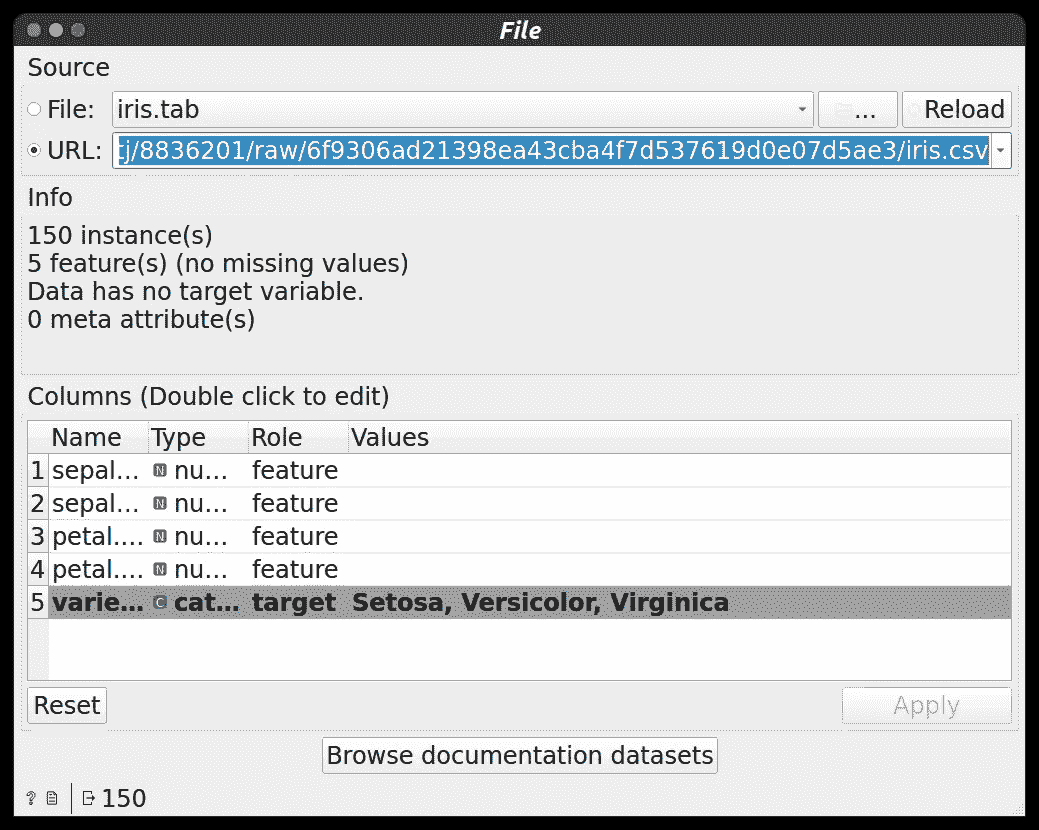 File
Source
File: iris.tab ... Reload
URL: tj/8836201/raw/6f9306ad21398ea43cba4f7d537619d0e07d5ae3/iris.csv
Info
150 instance(s)
5 feature(s) (no missing values)
Data has no target variable.
0 meta attribute(s)
Columns (Double click to edit)
Name Type Role Values
1 sepal... N nu... feature
2 sepal... N nu... feature
3 petal.... N nu... feature
4 petal.... N nu... feature
5 varie... C cat... target Setosa, Versicolor, Virginica
Reset Apply
Browse documentation datasets
? 150